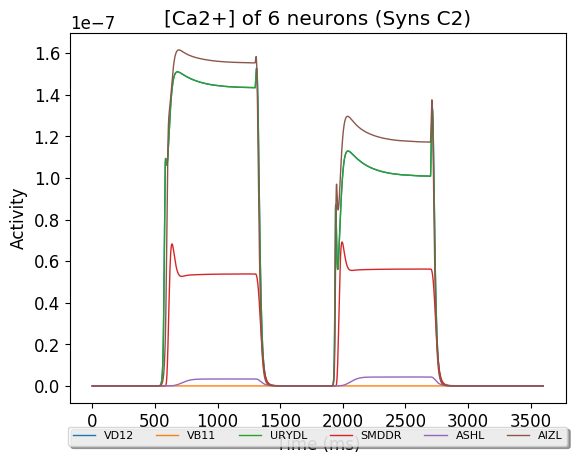 [Ca2+] of 6 neurons (Syns C2)
1e−7
1.6
1.4
1.2
1.0
0.8
0.6
0.4
0.2
0.0
Activity
0 500 1000 1500 2000 2500 3000 3500
Time (ms)
VD12 VB11 URYDL SMDDR ASHL AIZL